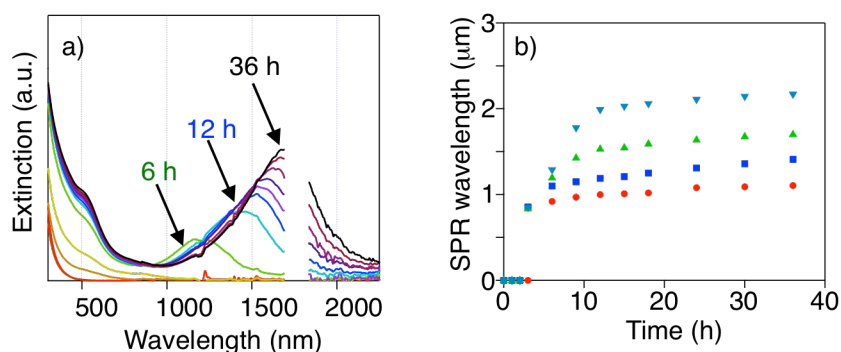 a)
36 h
12 h
6 h
Extinction (a.u.)
500
1000
1500
2000
Wavelength (nm)
b)
3
2
1
0
SPR wavelength (μm)
0
10
20
30
40
Time (h)